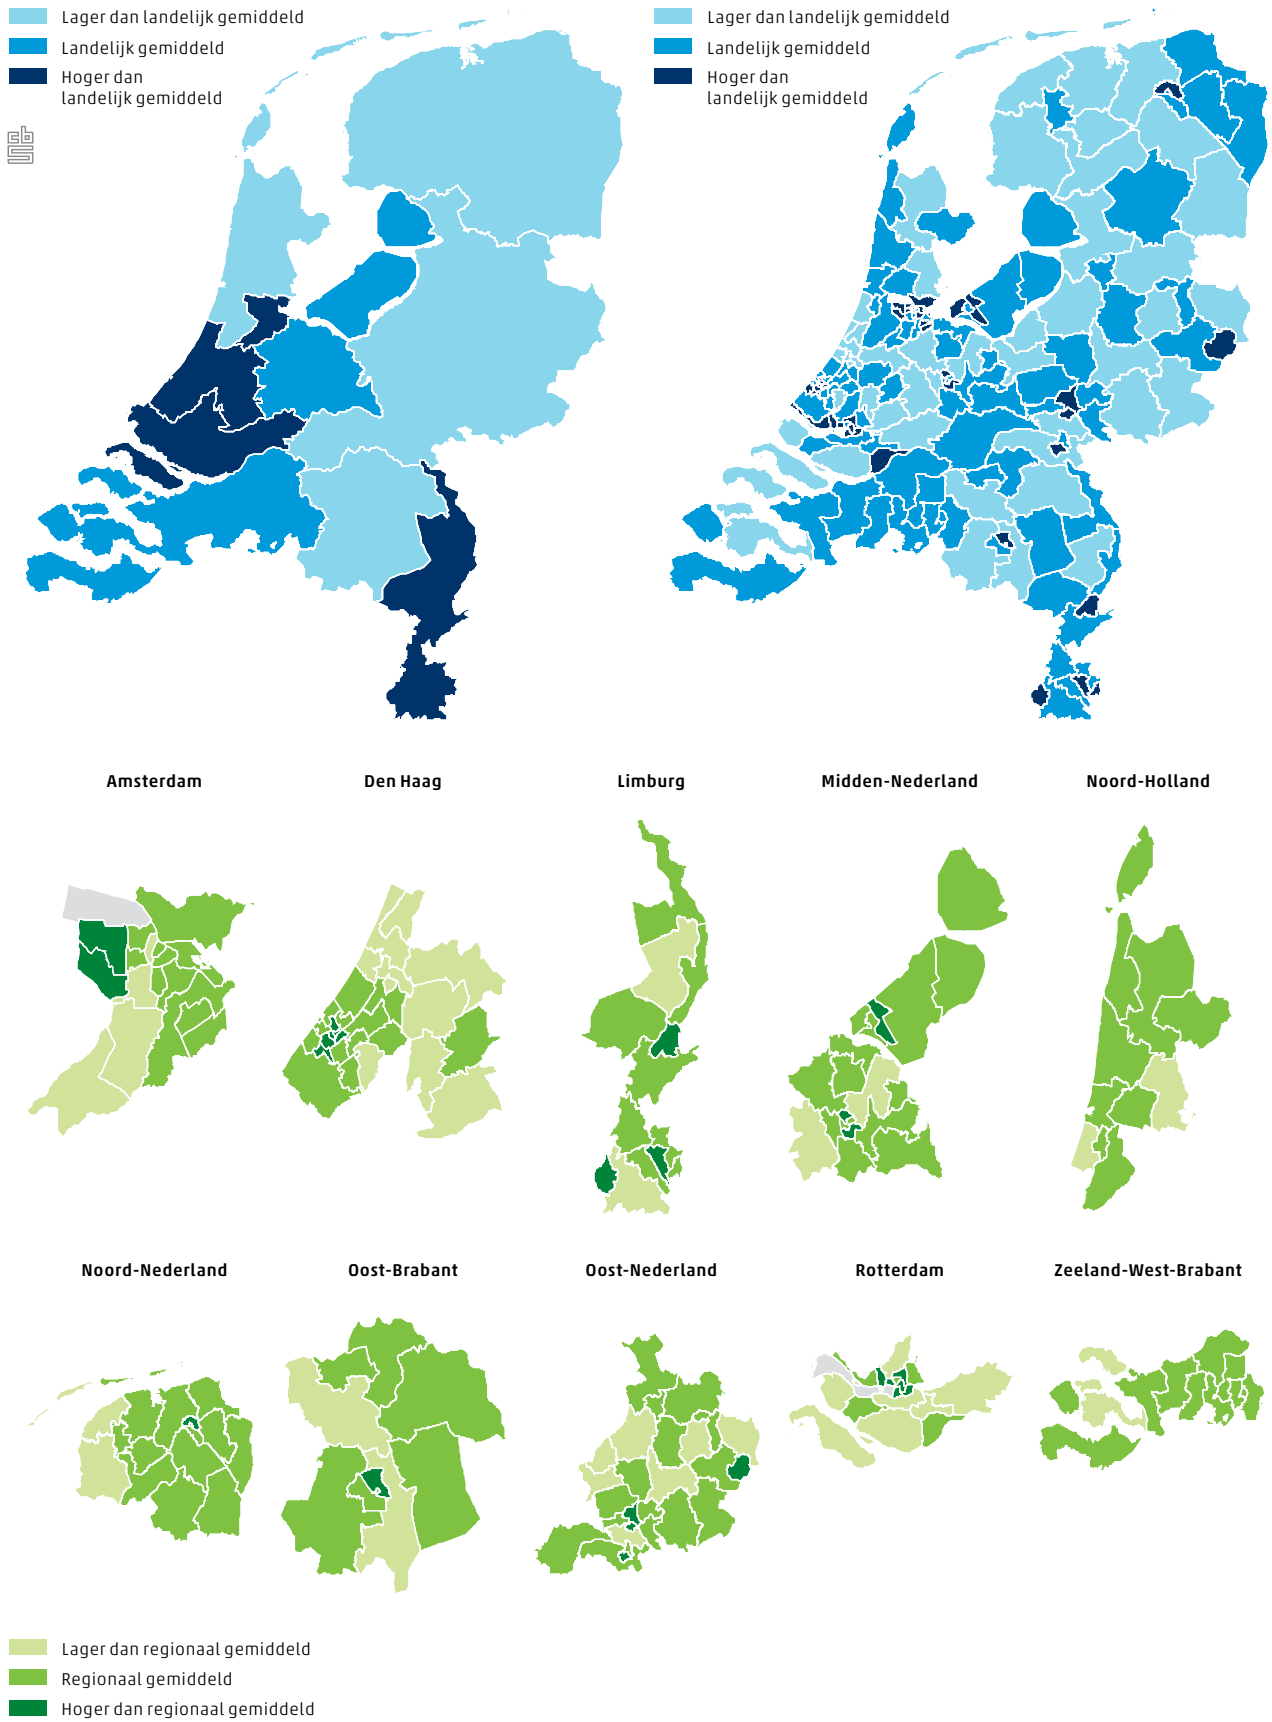 Lager dan landelijk gemiddeld
Landelijk gemiddeld
Hoger dan
landelijk gemiddeld
Lager dan landelijk gemiddeld
Landelijk gemiddeld
Hoger dan
landelijk gemiddeld
cbs
Amsterdam
Den Haag
Limburg
Midden-Nederland
Noord-Holland
Noord-Nederland
Oost-Brabant
Oost-Nederland
Rotterdam
Zeeland-West-Brabant
Lager dan regionaal gemiddeld
Regionaal gemiddeld
Hoger dan regionaal gemiddeld